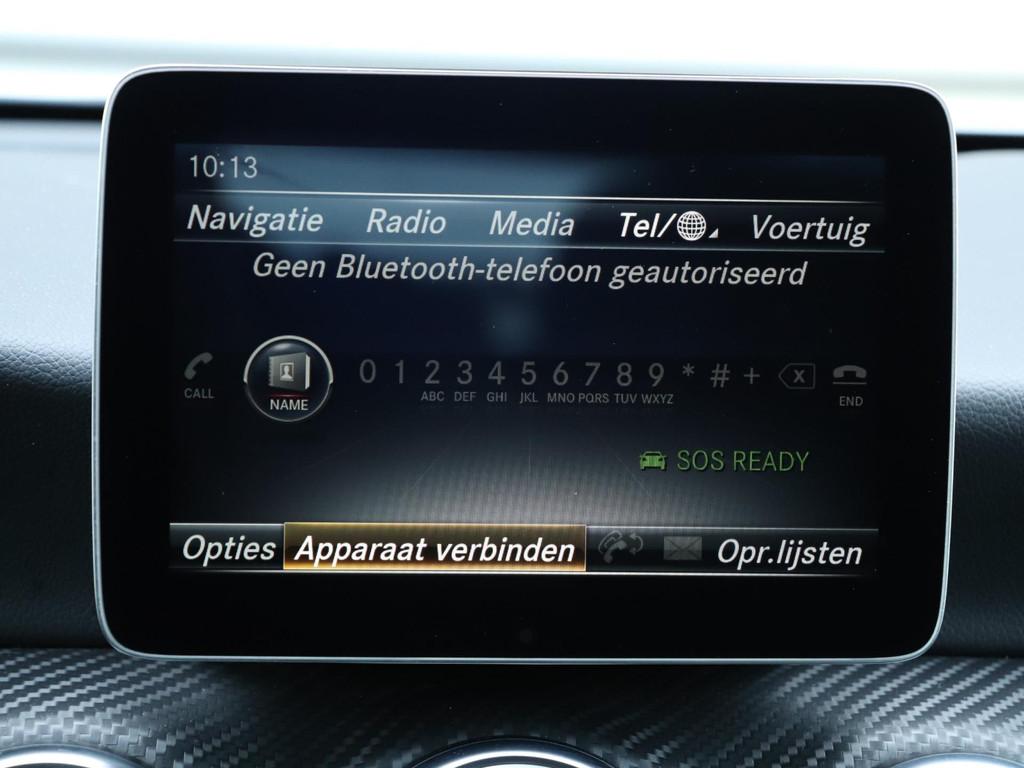 10:13
Navigatie Radio Media Tel/ Voertuig
Geen Bluetooth-telefoon geautoriseerd
CALL NAME 0 1 2 3 4 5 6 7 8 9 * # + X END
ABC DEF GHI JKL MNO PQRS TUV WXYZ
SOS READY
Opties Apparaat verbinden Opr.lijsten